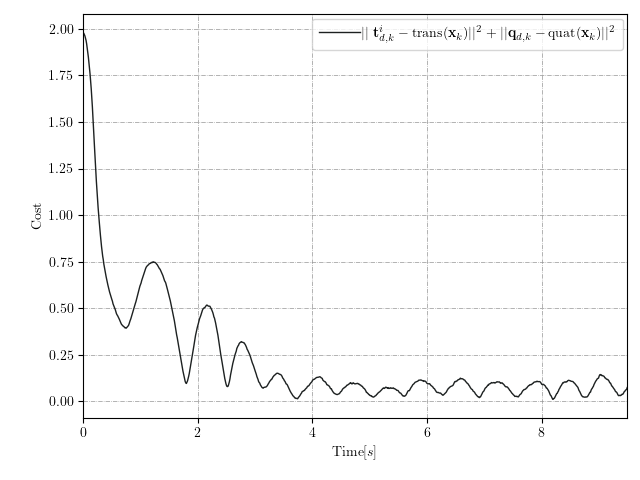 || t^i_{d,k} − trans(x_k)||² + ||q_{d,k} − quat(x_k)||²
2.00
1.75
1.50
1.25
1.00
0.75
0.50
0.25
0.00
Cost
0 2 4 6 8
Time[s]